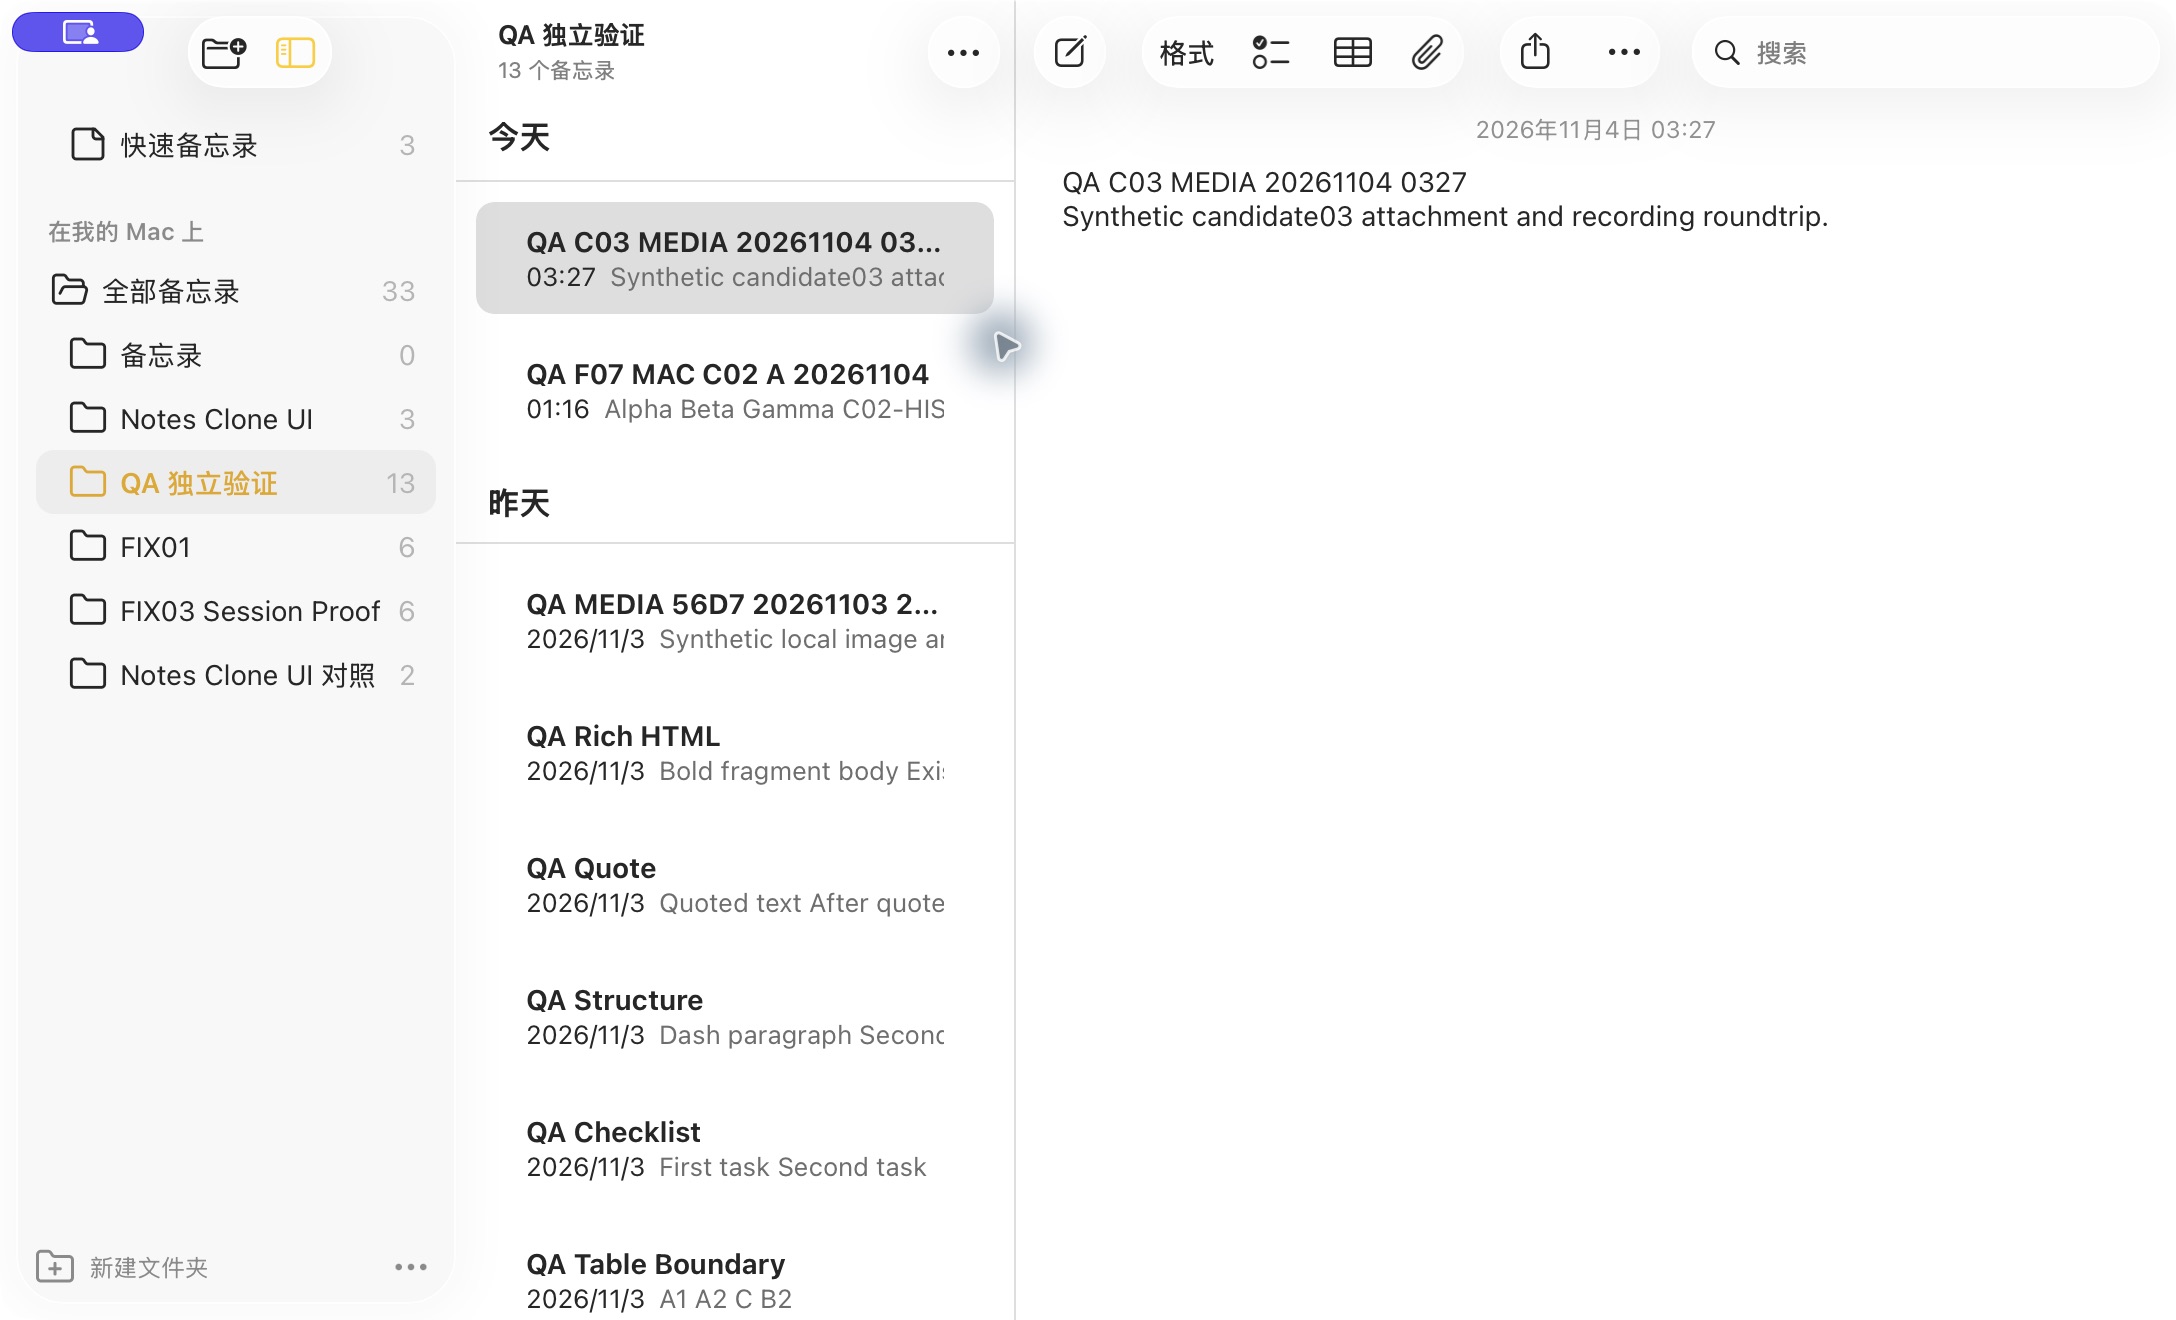 快速备忘录 3
在我的 Mac 上
全部备忘录 33
备忘录 0
Notes Clone UI 3
QA 独立验证 13
FIX01 6
FIX03 Session Proof 6
Notes Clone UI 对照 2
新建文件夹
QA 独立验证
13 个备忘录
今天
QA C03 MEDIA 20261104 03...
03:27 Synthetic candidate03 attac
QA F07 MAC C02 A 20261104
01:16 Alpha Beta Gamma C02-HIS
昨天
QA MEDIA 56D7 20261103 2...
2026/11/3 Synthetic local image ar
QA Rich HTML
2026/11/3 Bold fragment body Exis
QA Quote
2026/11/3 Quoted text After quote
QA Structure
2026/11/3 Dash paragraph Second
QA Checklist
2026/11/3 First task Second task
QA Table Boundary
2026/11/3 A1 A2 C B2
格式
搜索
2026年11月4日 03:27
QA C03 MEDIA 20261104 0327
Synthetic candidate03 attachment and recording roundtrip.